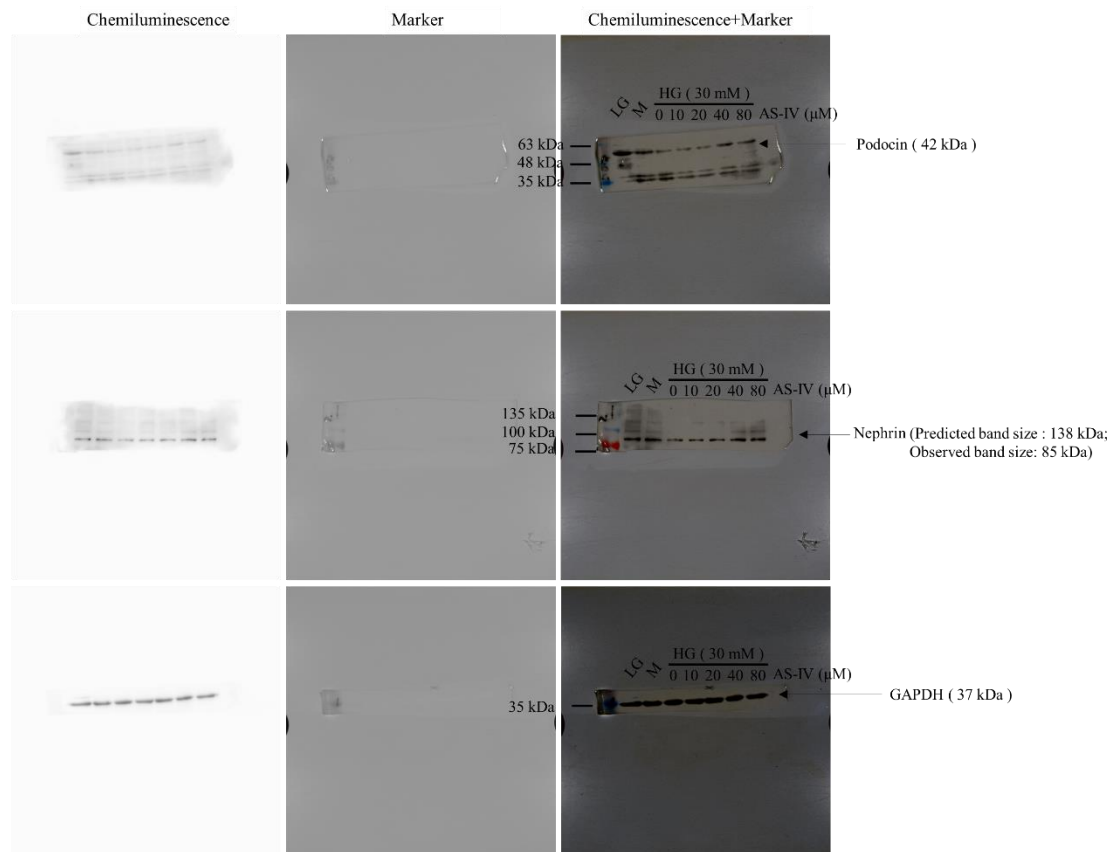 Chemiluminescence
Marker
Chemiluminescence+Marker
HG ( 30 mM )
LG
M
0 10 20 40 80 AS-IV (μM)
63 kDa
48 kDa
35 kDa
Podocin ( 42 kDa )
HG ( 30 mM )
LG
M
0 10 20 40 80 AS-IV (μM)
135 kDa
100 kDa
75 kDa
Nephrin (Predicted band size : 138 kDa;
Observed band size: 85 kDa)
HG ( 30 mM )
LG
M
0 10 20 40 80 AS-IV (μM)
35 kDa
GAPDH ( 37 kDa )